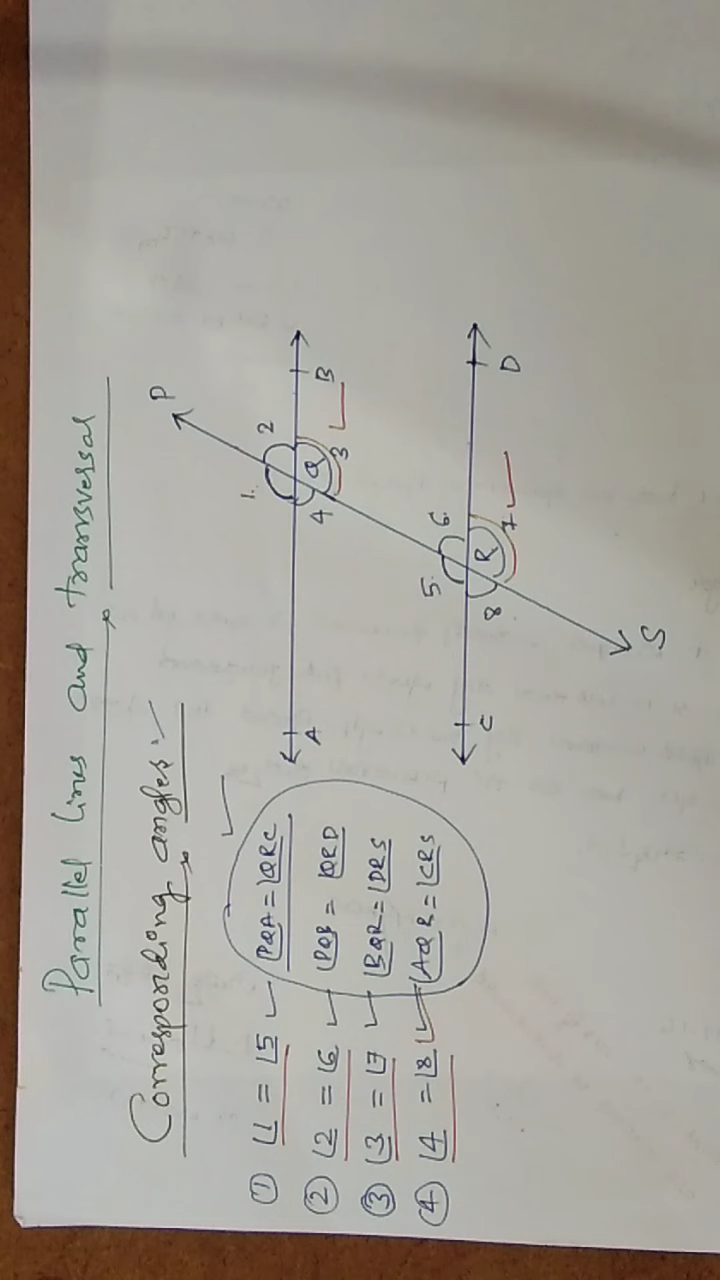 Parallel lines and transversal
Corresponding angles:-
① ∠1 = ∠5 ✓ ∠PQA = ∠QRC
② ∠2 = ∠6 ✓ ∠PQB = ∠QRD
③ ∠3 = ∠7 ✓ ∠BQR = ∠DRS
④ ∠4 = ∠8 ✓ ∠AQR = ∠CRS
P
1. 2
A Q B
4 3
5. 6.
C R D
8 7
S